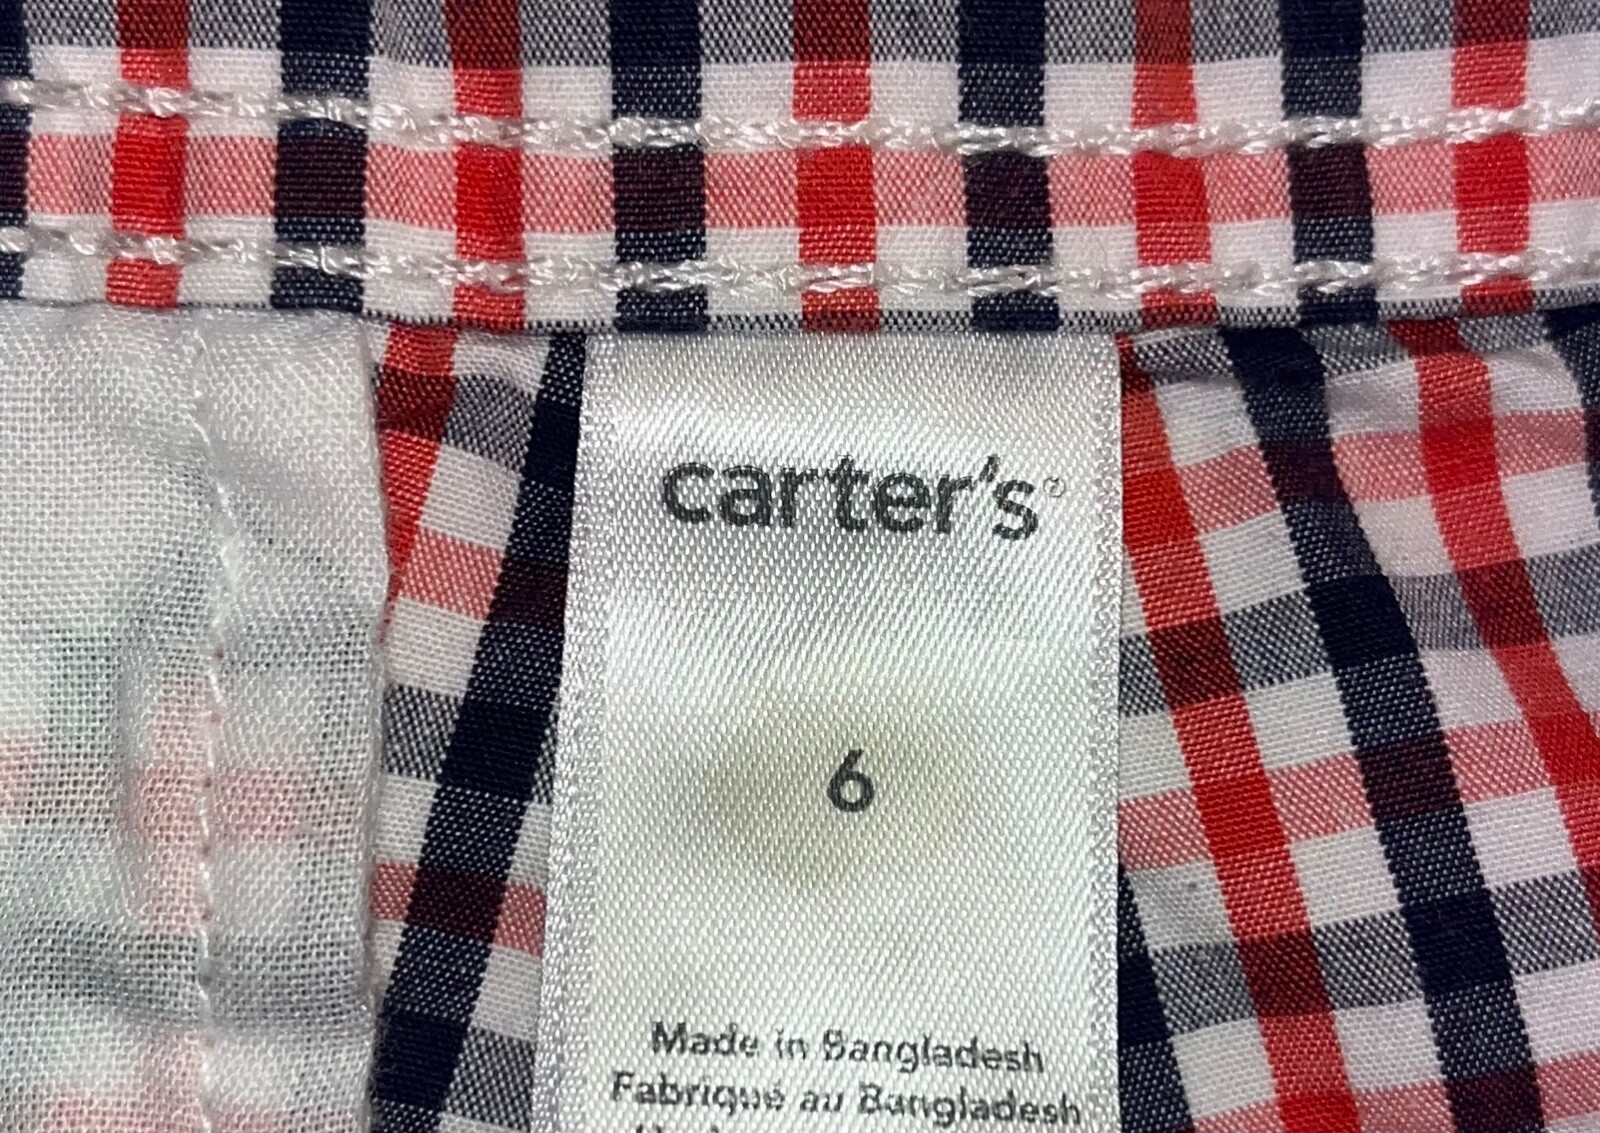 carter's®
6
Made in Bangladesh
Fabriqué au Bangladesh